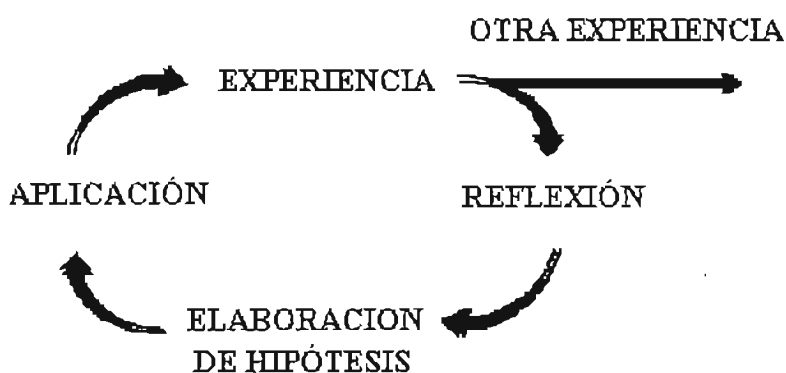 OTRA EXPERIENCIA
EXPERIENCIA
APLICACIÓN
REFLEXIÓN
ELABORACION
DE HIPÓTESIS